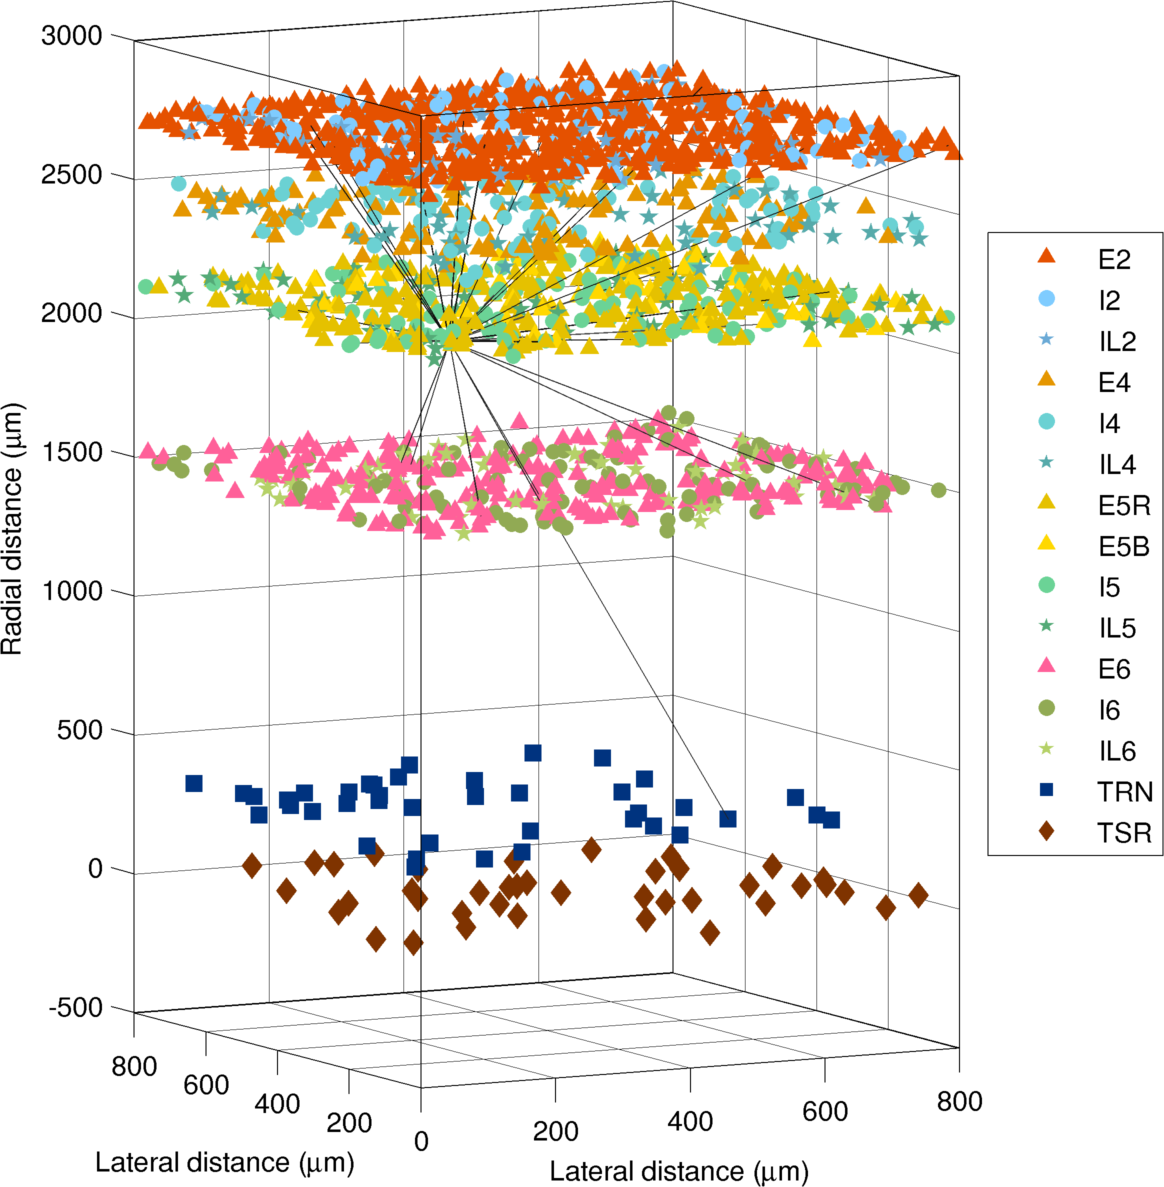 3000
2500
2000
1500
1000
500
0
-500
Radial distance (μm)
800
600
400
200
0
200
400
600
800
Lateral distance (μm)
Lateral distance (μm)
E2
I2
IL2
E4
I4
IL4
E5R
E5B
I5
IL5
E6
I6
IL6
TRN
TSR